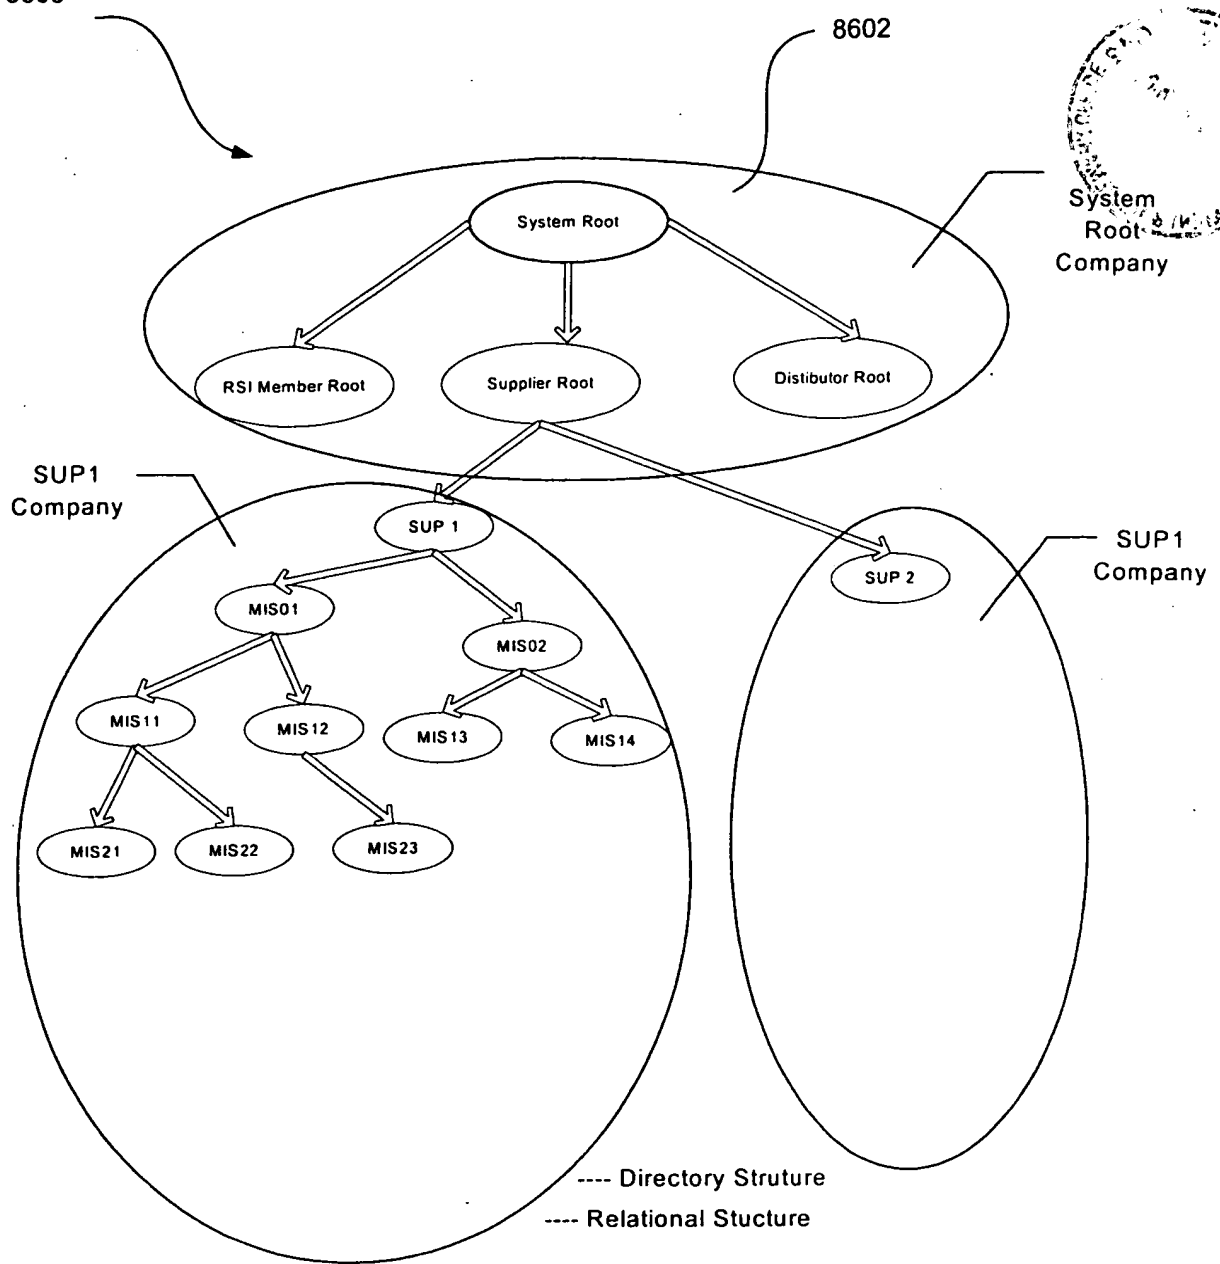 8602
System
Root
Company
System Root
RSI Member Root
Supplier Root
Distibutor Root
SUP1
Company
SUP 1
SUP1
Company
SUP 2
MIS01
MIS02
MIS11
MIS12
MIS13
MIS14
MIS21
MIS22
MIS23
---- Directory Struture
---- Relational Stucture